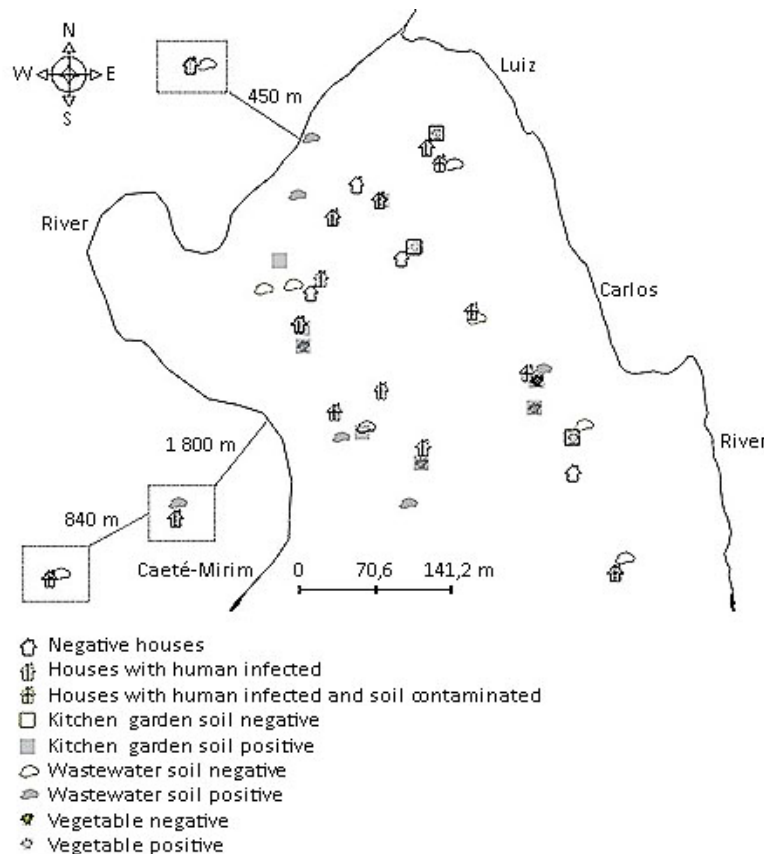 N
W E
S
450 m
Luiz
River
Carlos
1 800 m
River
840 m
Caeté-Mirim
0 70,6 141,2 m
Negative houses
Houses with human infected
Houses with human infected and soil contaminated
Kitchen garden soil negative
Kitchen garden soil positive
Wastewater soil negative
Wastewater soil positive
Vegetable negative
Vegetable positive